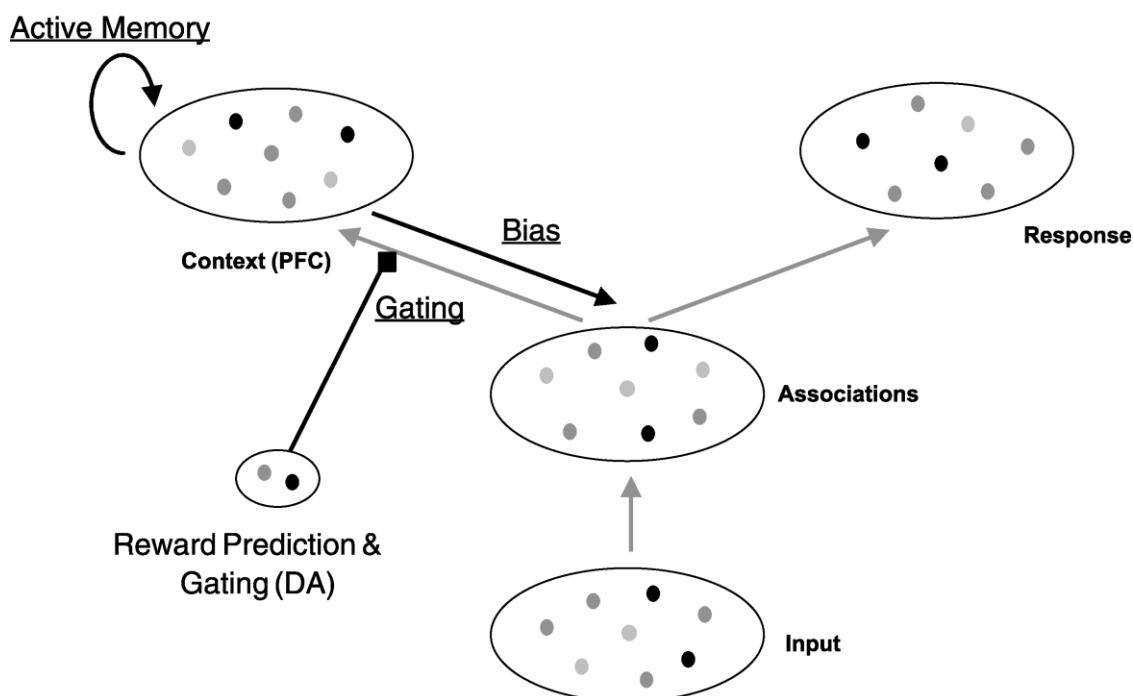 Active Memory
Bias
Response
Context (PFC)
Gating
Associations
Reward Prediction &
Gating (DA)
Input